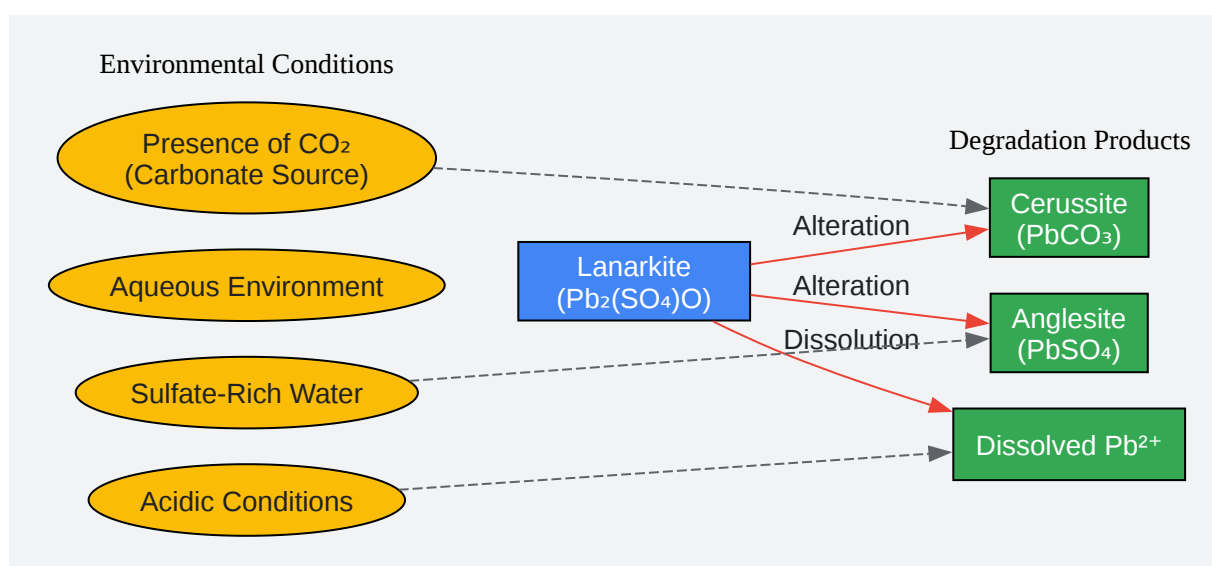 Environmental Conditions
Presence of CO₂
(Carbonate Source)
Aqueous Environment
Sulfate-Rich Water
Acidic Conditions
Lanarkite
(Pb₂(SO₄)O)
Alteration
Alteration
Dissolution
Degradation Products
Cerussite
(PbCO₃)
Anglesite
(PbSO₄)
Dissolved Pb²⁺